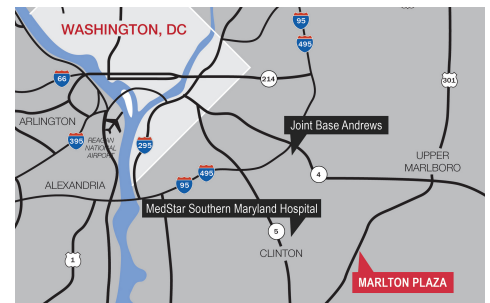 WASHINGTON, DC
95
495
66
214
301
ARLINGTON
395
REAGAN
NATIONAL
AIRPORT
295
Joint Base Andrews
UPPER
MARLBORO
ALEXANDRIA
495
95
4
MedStar Southern Maryland Hospital
5
CLINTON
1
MARLTON PLAZA